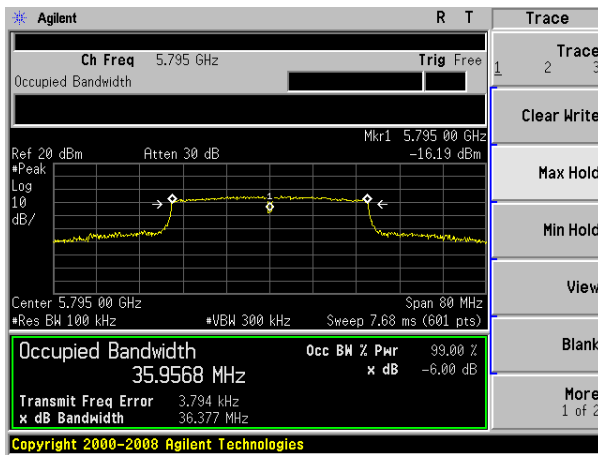 Agilent R T Trace
Ch Freq 5.795 GHz Trig Free
Occupied Bandwidth
Trace
1 2 3
Clear Write
Max Hold
Min Hold
View
Blank
More
1 of 2
Mkr1 5.795 00 GHz
Ref 20 dBm Atten 30 dB -16.19 dBm
#Peak
Log
10
dB/
1
Center 5.795 00 GHz Span 80 MHz
#Res BW 100 kHz #VBW 300 kHz Sweep 7.68 ms (601 pts)
Occupied Bandwidth Occ BW % Pwr 99.00 %
35.9568 MHz x dB -6.00 dB
Transmit Freq Error 3.794 kHz
x dB Bandwidth 36.377 MHz
Copyright 2000-2008 Agilent Technologies